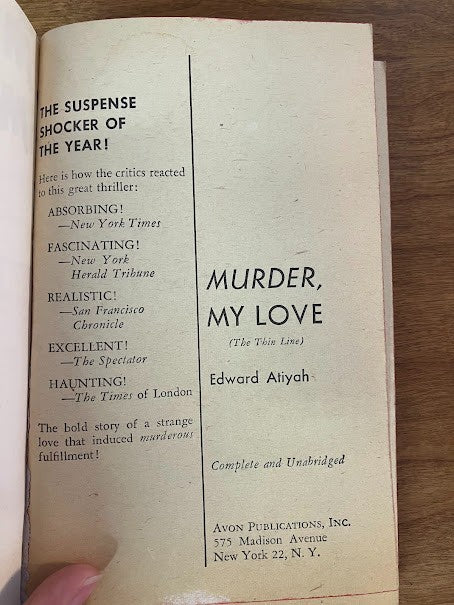 THE SUSPENSE
SHOCKER OF
THE YEAR!
Here is how the critics reacted
to this great thriller:
ABSORBING!
—New York Times
FASCINATING!
—New York
Herald Tribune
REALISTIC!
—San Francisco
Chronicle
EXCELLENT!
—The Spectator
HAUNTING!
—The Times of London
The bold story of a strange
love that induced murderous
fulfillment!
MURDER,
MY LOVE
(The Thin Line)
Edward Atiyah
Complete and Unabridged
AVON PUBLICATIONS, INC.
575 Madison Avenue
New York 22, N. Y.